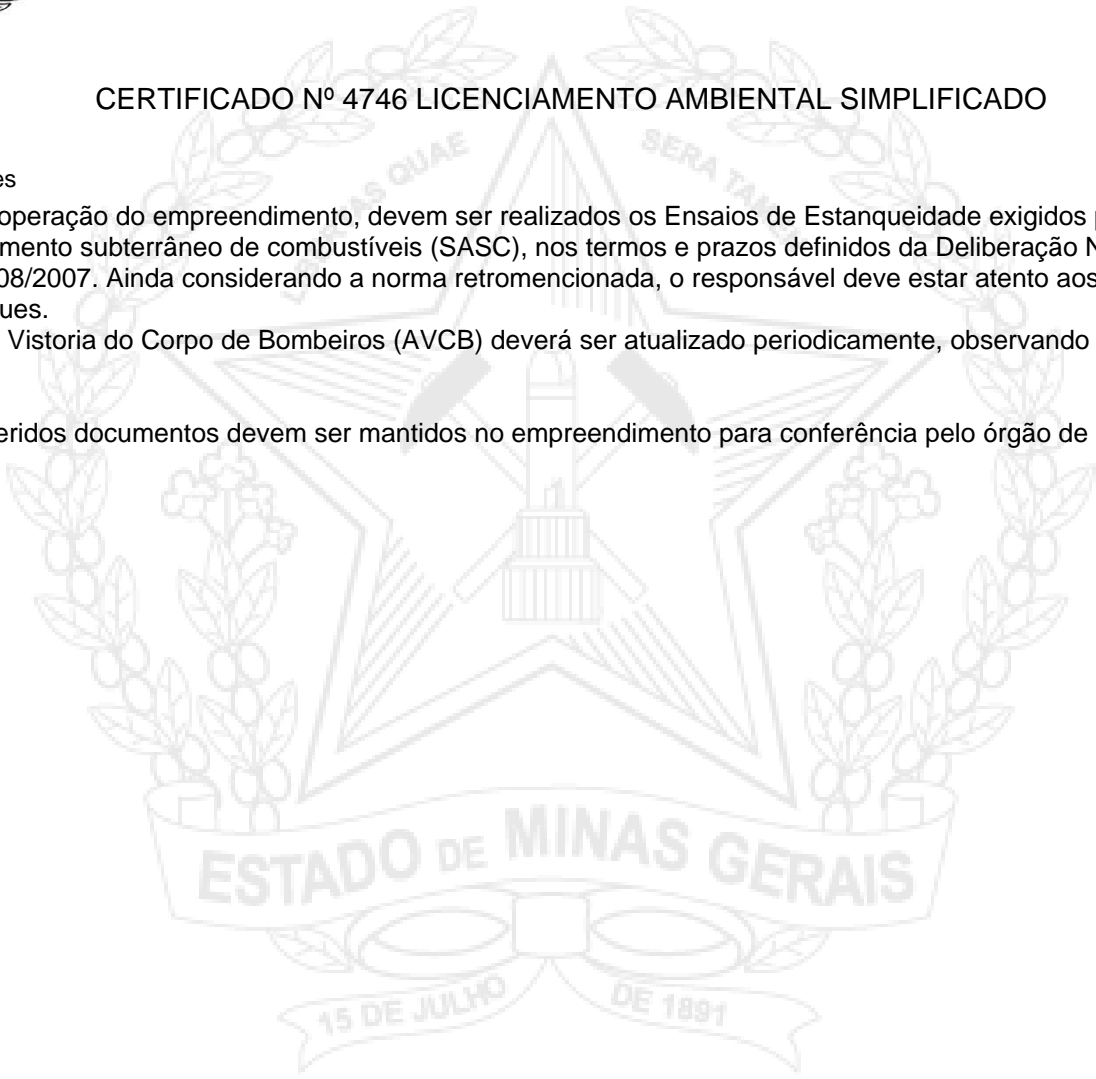 CERTIFICADO Nº 4746 LICENCIAMENTO AMBIENTAL SIMPLIFICADO
es
operação do empreendimento, devem ser realizados os Ensaios de Estanqueidade exigidos p
mento subterrâneo de combustíveis (SASC), nos termos e prazos definidos da Deliberação N
08/2007. Ainda considerando a norma retromencionada, o responsável deve estar atento aos
ues.
Vistoria do Corpo de Bombeiros (AVCB) deverá ser atualizado periodicamente, observando
eridos documentos devem ser mantidos no empreendimento para conferência pelo órgão de
QUAE SERA TAMEN
ESTADO DE MINAS GERAIS
15 DE JULHO DE 1891